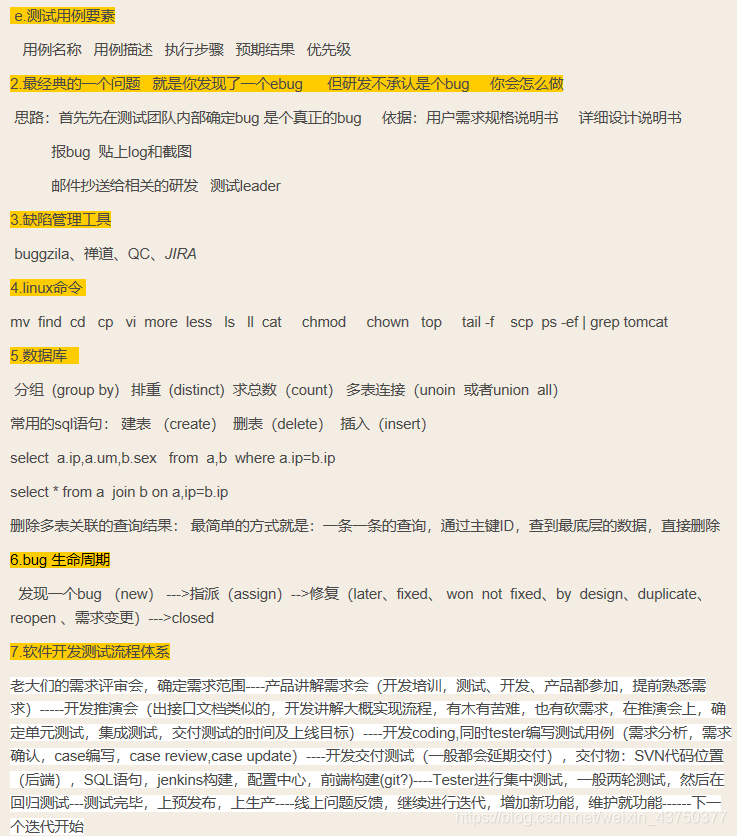 e.测试用例要素
用例名称 用例描述 执行步骤 预期结果 优先级
2.最经典的一个问题 就是你发现了一个ebug 但研发不承认是个bug 你会怎么做
思路：首先先在测试团队内部确定bug 是个真正的bug 依据：用户需求规格说明书 详细设计说明书
报bug 贴上log和截图
邮件抄送给相关的研发 测试leader
3.缺陷管理工具
buggzila、禅道、QC、JIRA
4.linux命令
mv find cd cp vi more less ls ll cat chmod chown top tail -f scp ps -ef | grep tomcat
5.数据库
分组（group by） 排重（distinct）求总数（count） 多表连接（unoin 或者union all）
常用的sql语句： 建表 （create） 删表（delete） 插入（insert）
select a.ip,a.um,b.sex from a,b where a.ip=b.ip
select * from a join b on a,ip=b.ip
删除多表关联的查询结果： 最简单的方式就是：一条一条的查询，通过主键ID，查到最底层的数据，直接删除
6.bug 生命周期
发现一个bug （new） --->指派（assign）-->修复（later、fixed、 won not fixed、by design、duplicate、
reopen 、需求变更）--->closed
7.软件开发测试流程体系
老大们的需求评审会，确定需求范围----产品讲解需求会（开发培训，测试、开发、产品都参加，提前熟悉需
求）-----开发推演会（出接口文档类似的，开发讲解大概实现流程，有木有苦难，也有砍需求，在推演会上，确
定单元测试，集成测试，交付测试的时间及上线目标）----开发coding,同时tester编写测试用例（需求分析，需求
确认，case编写，case review,case update）----开发交付测试（一般都会延期交付），交付物：SVN代码位置
（后端），SQL语句，jenkins构建，配置中心，前端构建(git?)----Tester进行集中测试，一般两轮测试，然后在
回归测试---测试完毕，上预发布，上生产----线上问题反馈，继续进行迭代，增加新功能，维护就功能------下一
个迭代开始
https://blog.csdn.net/weixin_43750377